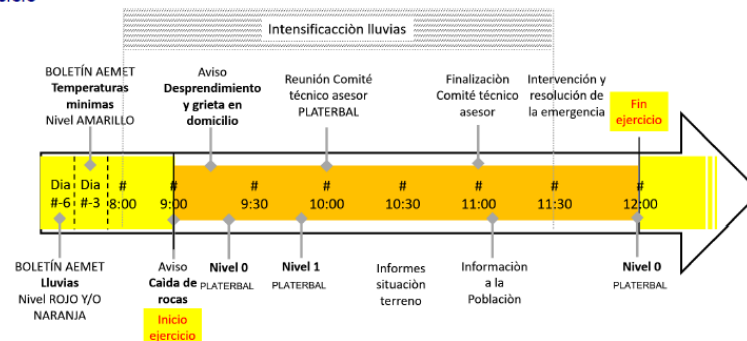 Intensificacciòn lluvias
BOLETÍN AEMET
Temperaturas
minimas
Nivel AMARILLO
Aviso
Desprendimiento
y grieta en
domicilio
Reunión Comité
técnico asesor
PLATERBAL
Finalizaciòn
Comité técnico
asesor
Intervención y
resolución de
la emergencia
Fin
ejercicio
Dia
#-6
Dia
#-3
#
8:00
#
9:00
#
9:30
#
10:00
#
10:30
#
11:00
#
11:30
#
12:00
BOLETÍN AEMET
Lluvias
Nivel ROJO Y/O
NARANJA
Aviso
Caìda de
rocas
Inicio
ejercicio
Nivel 0
PLATERBAL
Nivel 1
PLATERBAL
Informes
situaciòn
terreno
Informaciòn
a la
Poblaciòn
Nivel 0
PLATERBAL